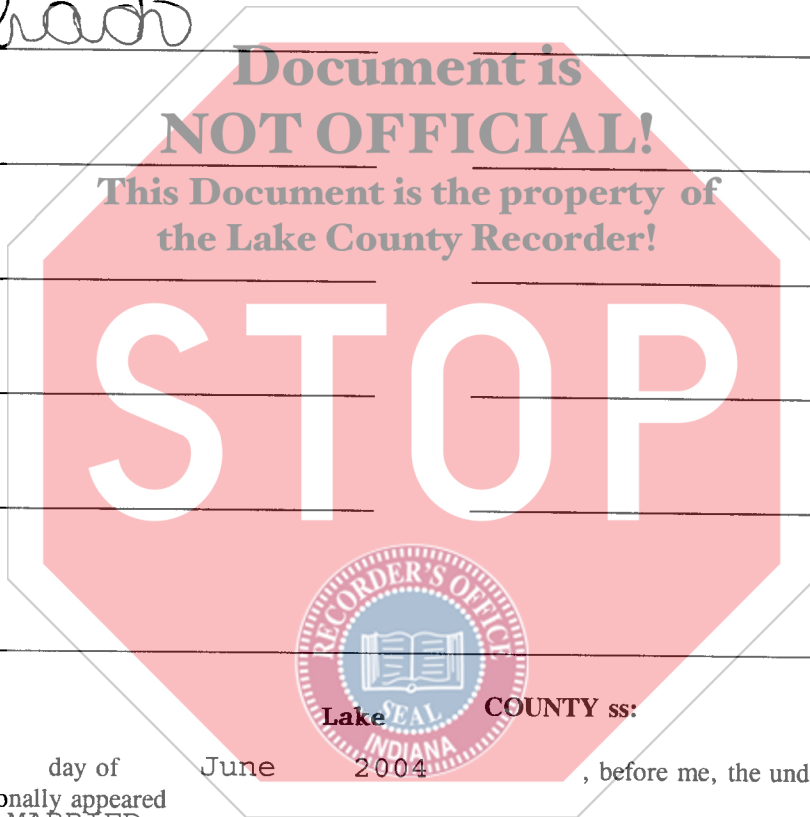 Document is
NOT OFFICIAL!
This Document is the property of
the Lake County Recorder!
STOP
RECORDER'S OFFICE
SEAL
INDIANA
Lake COUNTY ss:
day of June 2004 , before me, the und
onally appeared
MARRIED